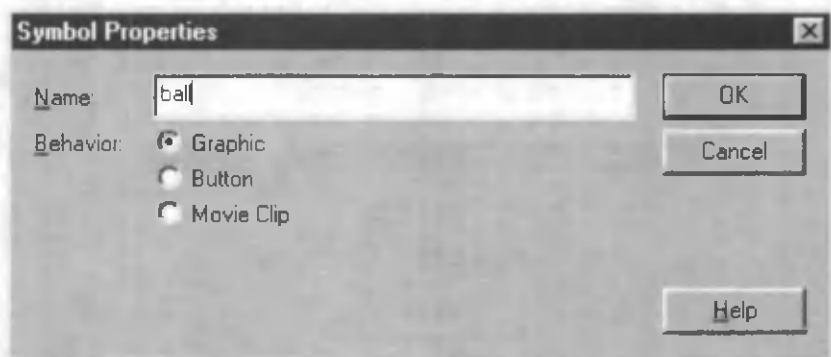 Symbol Properties
Name: ball OK
Behavior: Graphic Cancel
Button
Movie Clip
Help